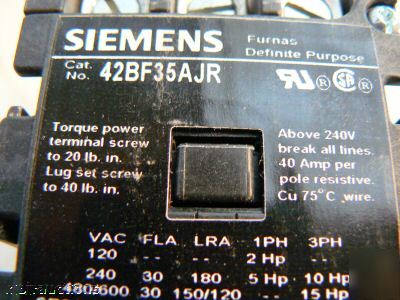 SIEMENS
Furnas
Definite Purpose
Cat.
No. 42BF35AJR
Torque power
terminal screw
to 20 lb. in.
Lug set screw
to 40 lb. in.
Above 240V
break all lines.
40 Amp per
pole resistive.
Cu 75°C wire.
VAC FLA LRA 1PH 3PH
120 -- -- 2 Hp --
240 30 180 5 Hp 10 Hp
480/600 30 150/120 -- 15 Hp